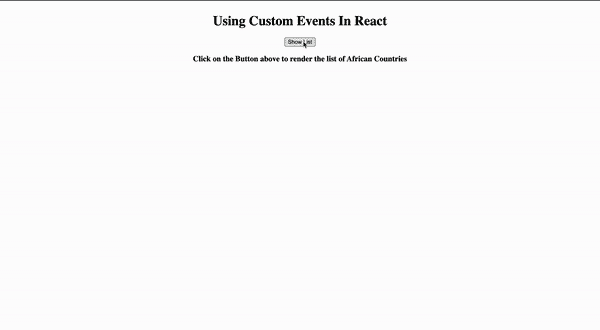 Using Custom Events In React
Show List
Click on the Button above to render the list of African Countries